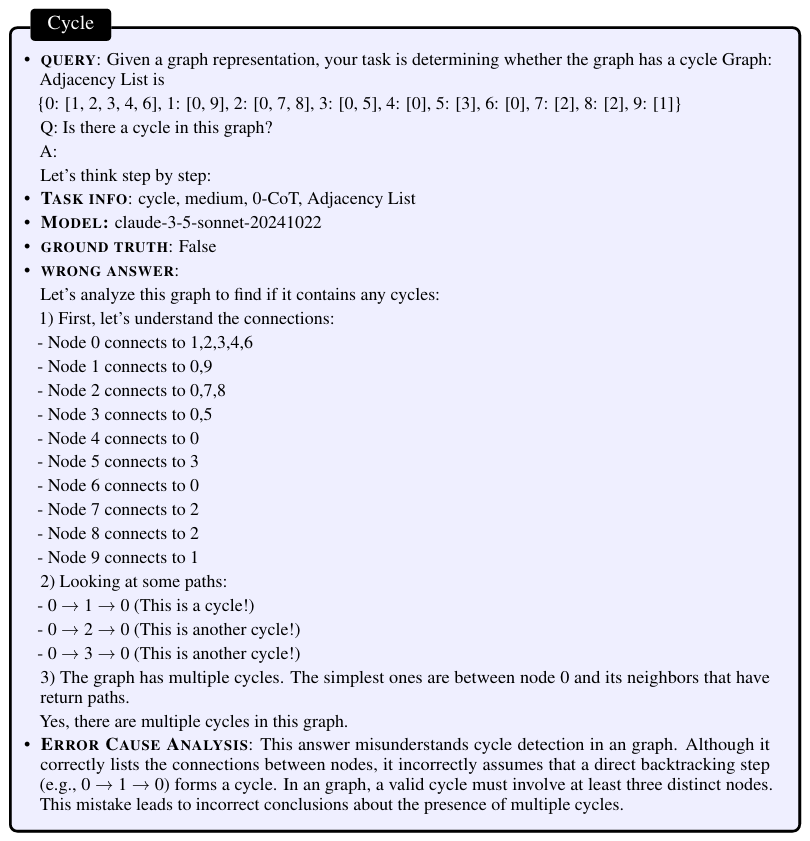 Cycle
• QUERY: Given a graph representation, your task is determining whether the graph has a cycle Graph:
Adjacency List is
{0: [1, 2, 3, 4, 6], 1: [0, 9], 2: [0, 7, 8], 3: [0, 5], 4: [0], 5: [3], 6: [0], 7: [2], 8: [2], 9: [1]}
Q: Is there a cycle in this graph?
A:
Let's think step by step:
• TASK INFO: cycle, medium, 0-CoT, Adjacency List
• MODEL: claude-3-5-sonnet-20241022
• GROUND TRUTH: False
• WRONG ANSWER:
Let's analyze this graph to find if it contains any cycles:
1) First, let's understand the connections:
- Node 0 connects to 1,2,3,4,6
- Node 1 connects to 0,9
- Node 2 connects to 0,7,8
- Node 3 connects to 0,5
- Node 4 connects to 0
- Node 5 connects to 3
- Node 6 connects to 0
- Node 7 connects to 2
- Node 8 connects to 2
- Node 9 connects to 1
2) Looking at some paths:
- 0 → 1 → 0 (This is a cycle!)
- 0 → 2 → 0 (This is another cycle!)
- 0 → 3 → 0 (This is another cycle!)
3) The graph has multiple cycles. The simplest ones are between node 0 and its neighbors that have
return paths.
Yes, there are multiple cycles in this graph.
• ERROR CAUSE ANALYSIS: This answer misunderstands cycle detection in an graph. Although it
correctly lists the connections between nodes, it incorrectly assumes that a direct backtracking step
(e.g., 0 → 1 → 0) forms a cycle. In an graph, a valid cycle must involve at least three distinct nodes.
This mistake leads to incorrect conclusions about the presence of multiple cycles.